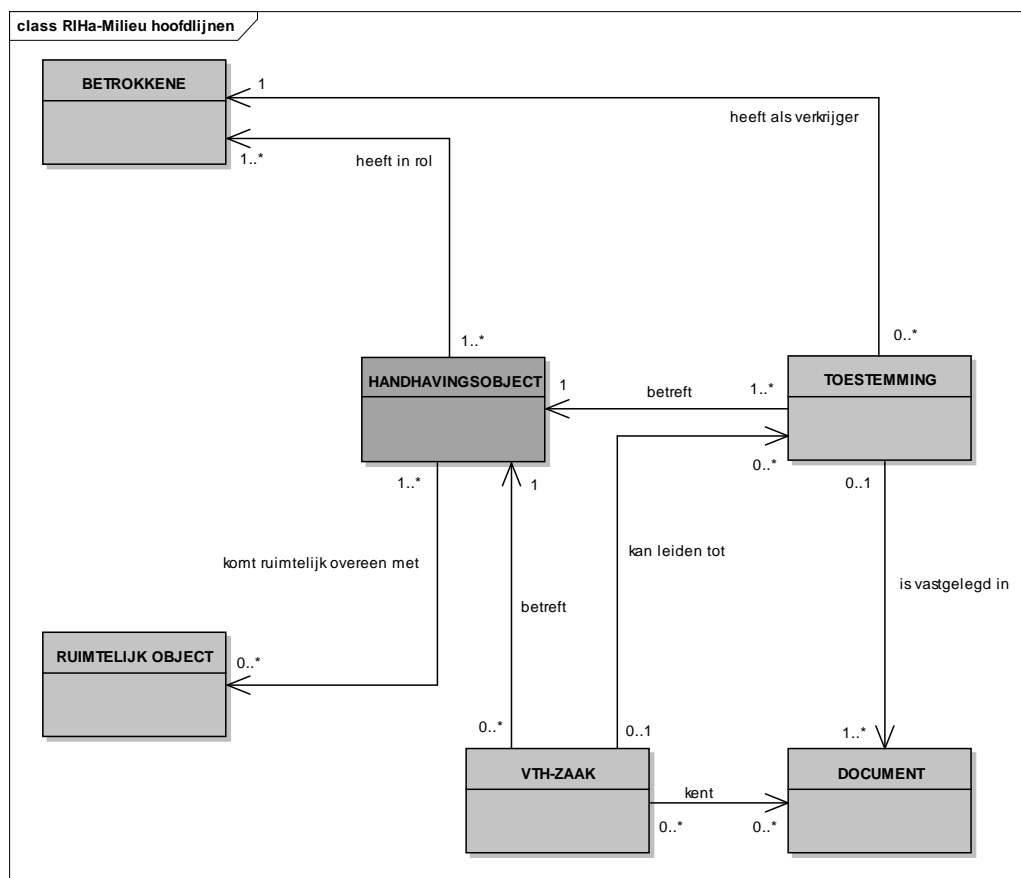 class RIHa-Milieu hoofdlijnen
BETROKKENE
1
heeft als verkrijger
1..*
heeft in rol
1..*
0..*
HANDHAVINGSOBJECT
TOESTEMMING
1
betreft
1..*
0..*
1..*
1
0..1
kan leiden tot
komt ruimtelijk overeen met
is vastgelegd in
betreft
RUIMTELIJK OBJECT
0..*
0..*
0..1
1..*
VTH-ZAAK
DOCUMENT
kent
0..*
0..*